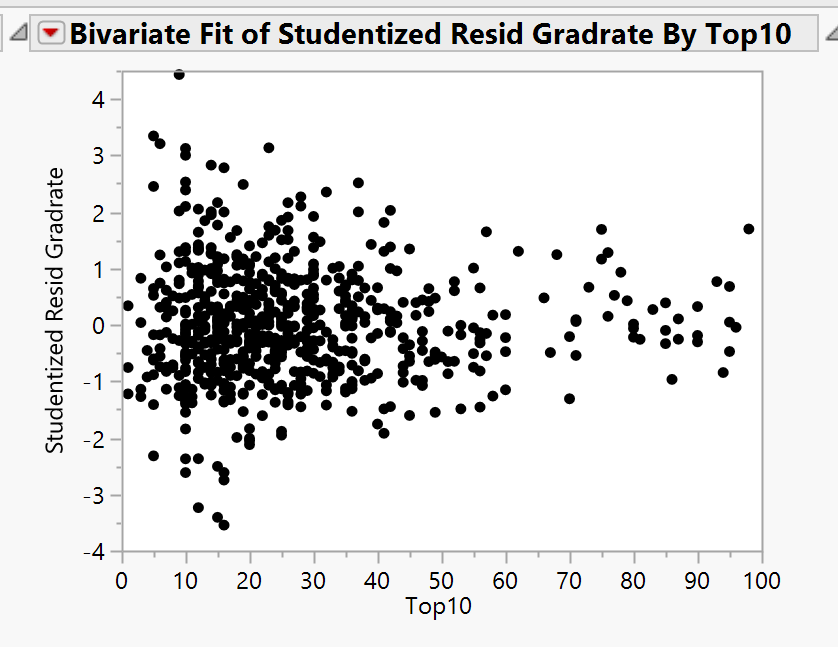 Bivariate Fit of Studentized Resid Gradrate By Top10
Studentized Resid Gradrate
4
3
2
1
0
-1
-2
-3
-4
0 10 20 30 40 50 60 70 80 90 100
Top10